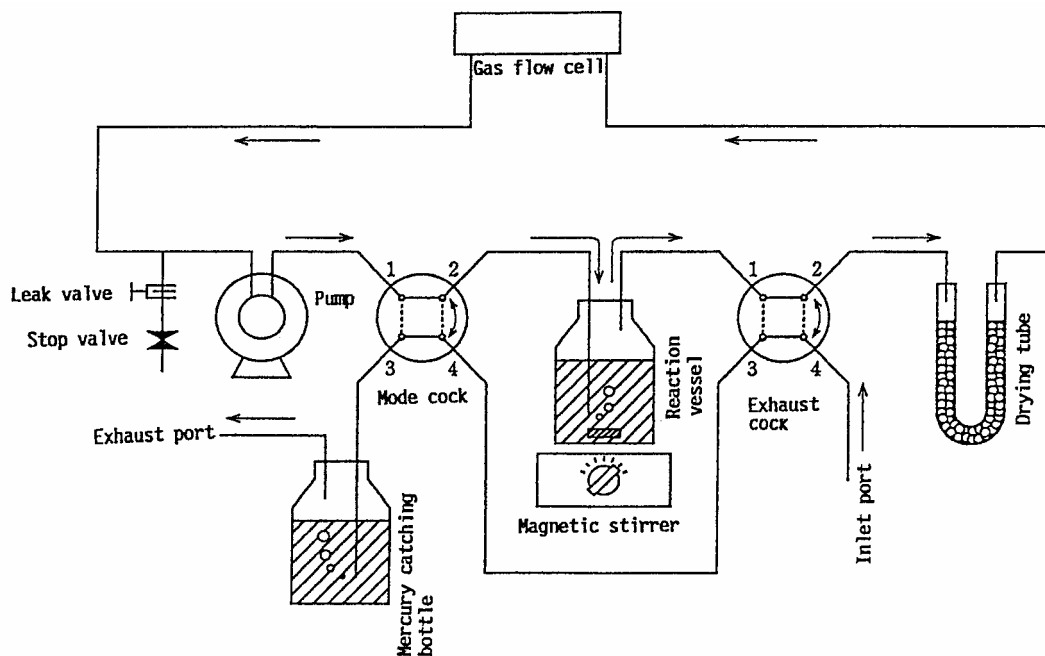 Gas flow cell
Leak valve
Stop valve
Pump
1 2
3 4
Mode cock
Reaction
vessel
1 2
3 4
Exhaust
cock
Drying tube
Exhaust port
Magnetic stirrer
Inlet port
Mercury catching
bottle